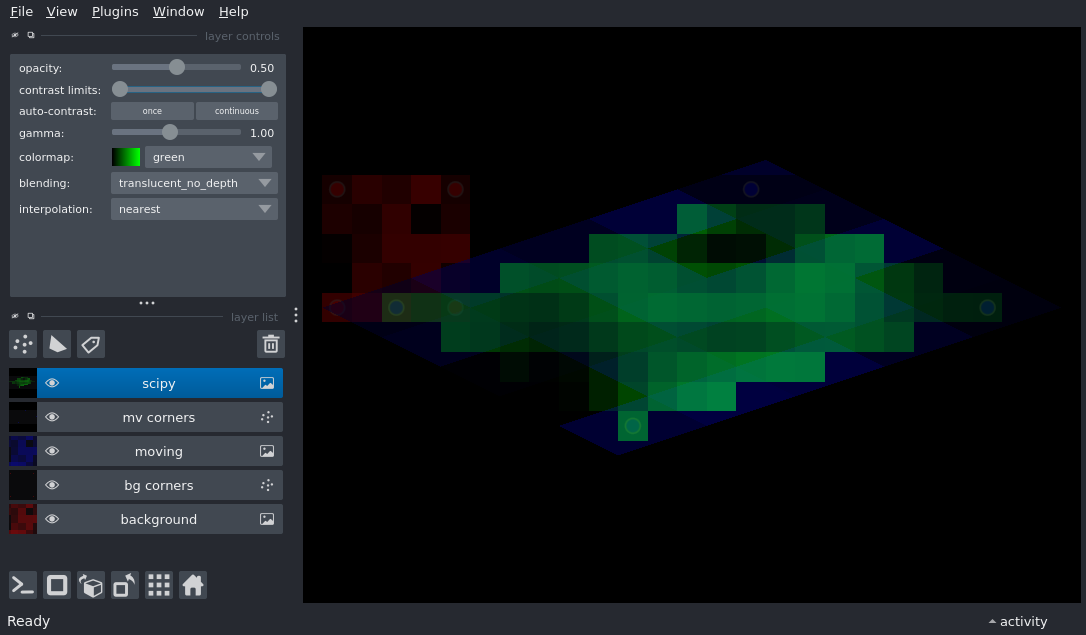 File View Plugins Window Help
layer controls
opacity: 0.50
contrast limits:
auto-contrast: once continuous
gamma: 1.00
colormap: green
blending: translucent_no_depth
interpolation: nearest
layer list
scipy
mv corners
moving
bg corners
background
Ready activity